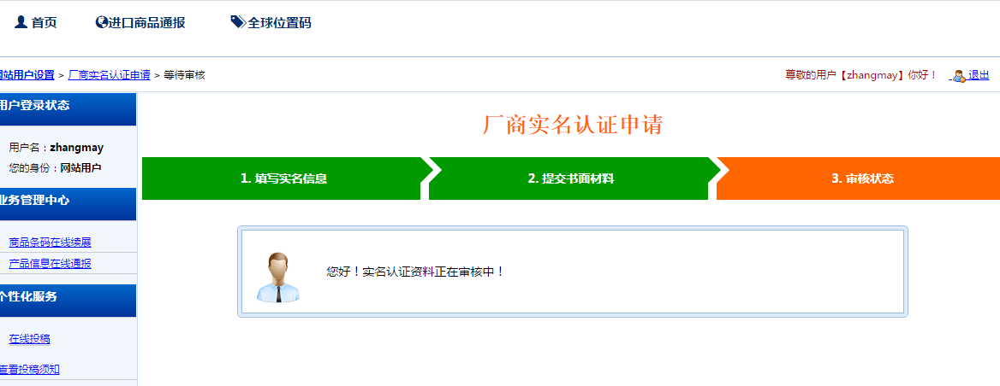 首页 进口商品通报 全球位置码
网站用户设置 > 厂商实名认证申请 > 等待审核 尊敬的用户【zhangmay】你好！ 退出
用户登录状态
用户名：zhangmay
您的身份：网站用户
业务管理中心
商品条码在线续展
产品信息在线通报
个性化服务
在线投稿
查看投稿须知
厂商实名认证申请
1. 填写实名信息 2. 提交书面材料 3. 审核状态
您好！实名认证资料正在审核中！